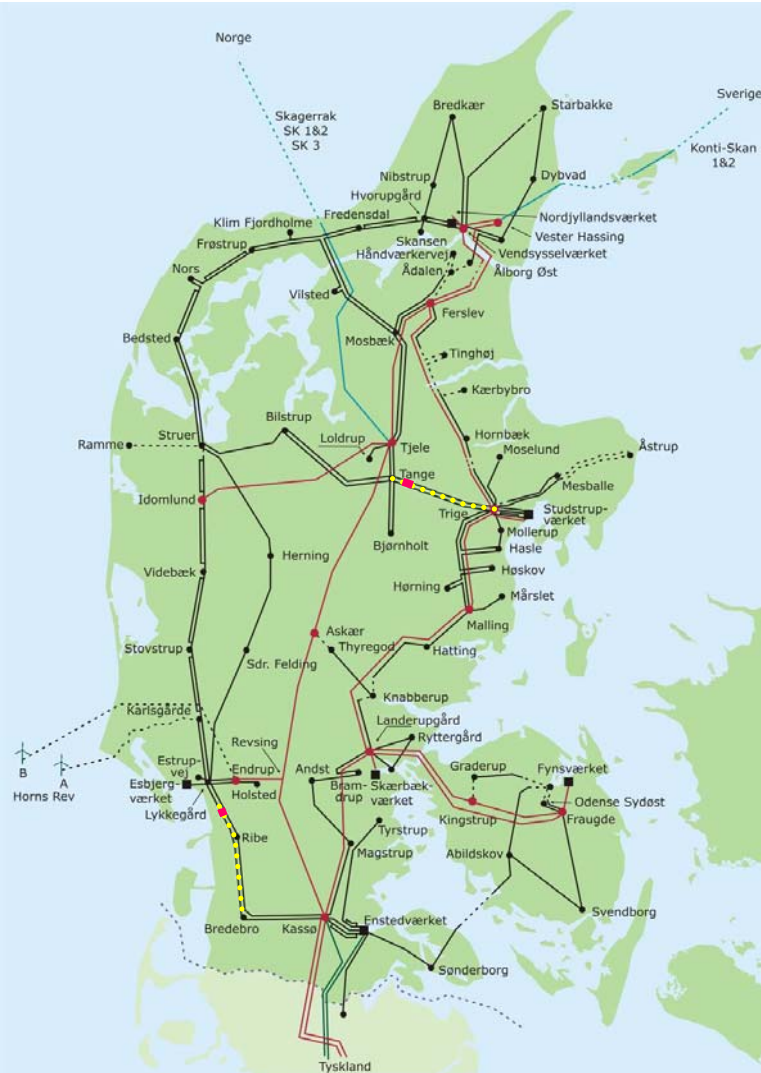 Norge
Sverige
Skagerrak
SK 1&2
SK 3
Bredkær
Starbakke
Konti-Skan
1&2
Nibstrup
Dybvad
Hvorupgård
Klim Fjordholme
Fredensdal
Nordjyllandsværket
Frøstrup
Skansen
Vester Hassing
Håndværkervej
Vendsysselværket
Ådalen
Ålborg Øst
Nors
Vilsted
Ferslev
Bedsted
Mosbæk
Tinghøj
Kærbybro
Bilstrup
Struer
Hornbæk
Ramme
Loldrup
Tjele
Moselund
Åstrup
Tange
Mesballe
Idomlund
Trige
Studstrup-
værket
Bjørnholt
Mollerup
Herning
Hasle
Videbæk
Høskov
Hørning
Mårslet
Malling
Askær
Stovstrup
Thyregod
Hatting
Sdr. Felding
Knabberup
Karlsgårde
Landerupgård
Revsing
Ryttergård
B
A
Horns Rev
Estrup-
vej
Endrup
Andst
Graderup
Fynsværket
Esbjerg-
værket
Holsted
Bram-
drup
Skærbæk-
værket
Lykkegård
Kingstrup
Odense Sydøst
Fraugde
Tyrstrup
Ribe
Magstrup
Abildskov
Svendborg
Bredebro
Kassø
Enstedværket
Sønderborg
Tyskland